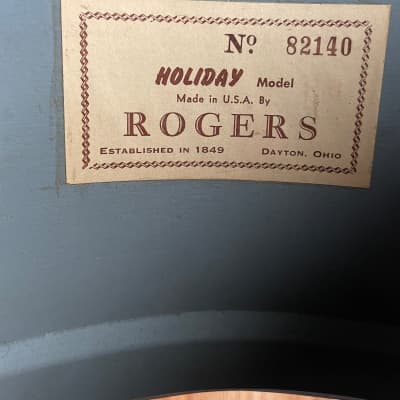 Nº 82140
HOLIDAY Model
Made in U.S.A. By
ROGERS
ESTABLISHED IN 1849 DAYTON, OHIO